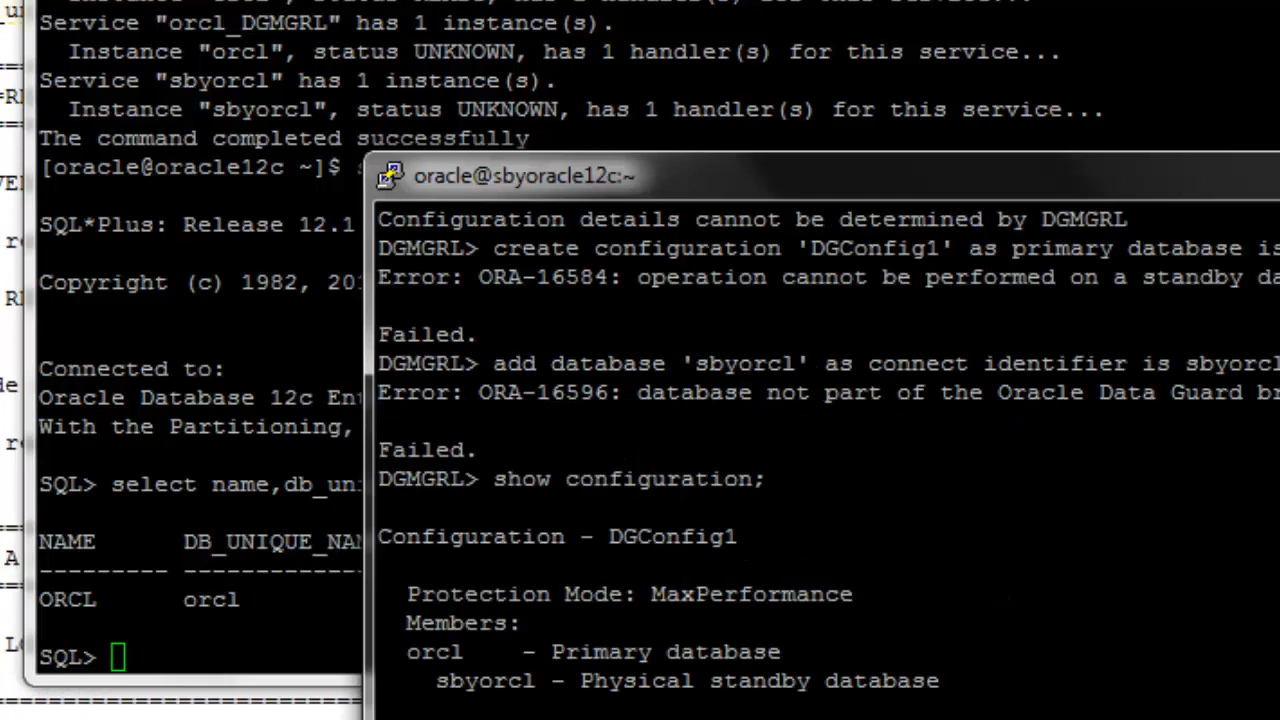 Service "orcl_DGMGRL" has 1 instance(s).
Instance "orcl", status UNKNOWN, has 1 handler(s) for this service...
Service "sbyorcl" has 1 instance(s).
Instance "sbyorcl", status UNKNOWN, has 1 handler(s) for this service...
The command completed successfully
[oracle@oracle12c ~]$
SQL*Plus: Release 12.1
Copyright (c) 1982,
Connected to:
Oracle Database 12c
With the Partitioning,
SQL> select name,
NAME
ORCL orcl
SQL>
oracle@sbyoracle12c:~
Configuration details cannot be determined by DGMGRL
DGMGRL> create configuration 'DGConfig1' as primary database
Error: ORA-16584: operation cannot be performed on a standby
Failed.
DGMGRL> add database 'sbyorcl' as connect identifier is sbyorcl
Error: ORA-16596: database not part of the Oracle Data Guard
Failed.
DGMGRL> show configuration;
Configuration - DGConfig1
Protection Mode: MaxPerformance
Members:
orcl - Primary database
sbyorcl - Physical standby database